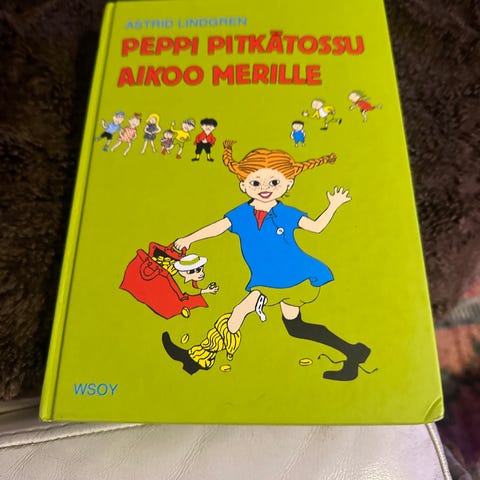 ASTRID LINDGREN
PEPPI PITKÄTOSSU
AIKOO MERILLE
WSOY